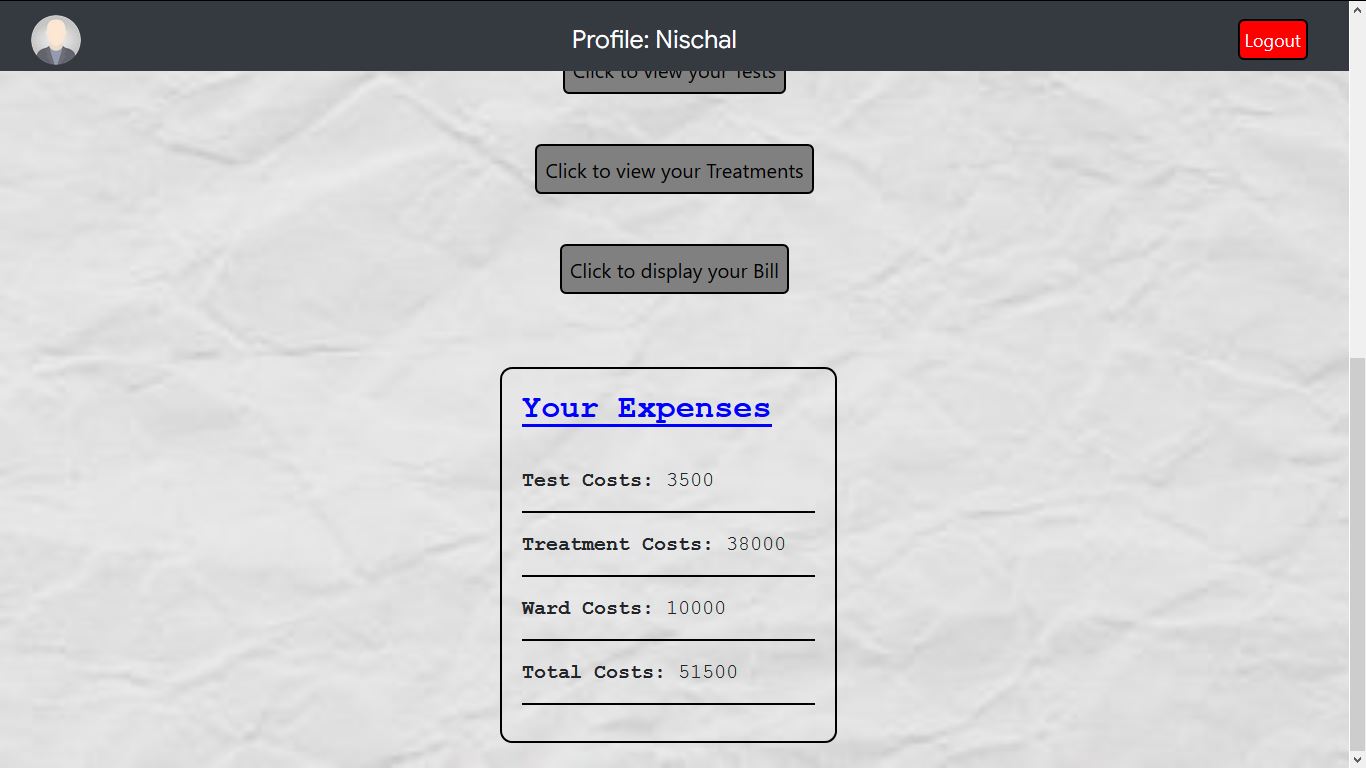 Profile: Nischal
Logout
Click to view your Tests
Click to view your Treatments
Click to display your Bill
Your Expenses
Test Costs: 3500
Treatment Costs: 38000
Ward Costs: 10000
Total Costs: 51500